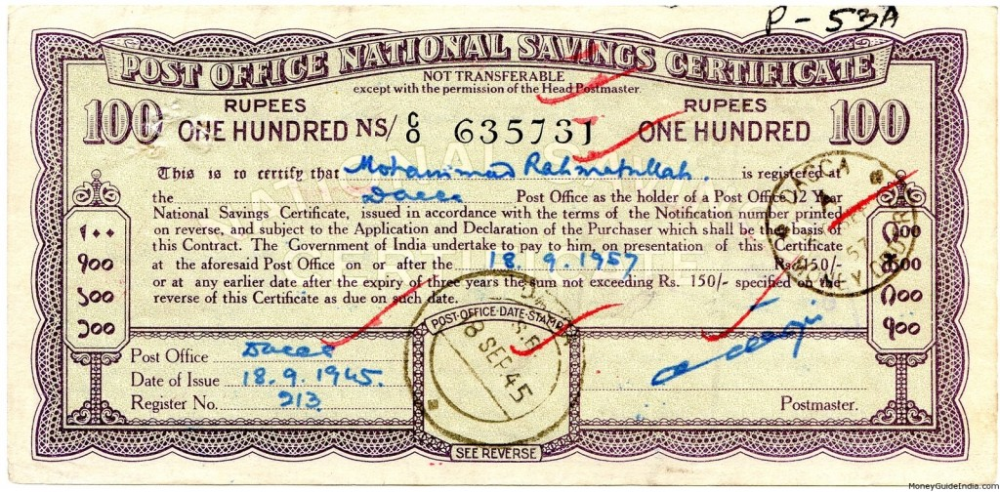 P-53A
POST OFFICE NATIONAL SAVINGS CERTIFICATE
NOT TRANSFERABLE
except with the permission of the Head Postmaster.
100 RUPEES ONE HUNDRED NS/ C/0 635731 RUPEES ONE HUNDRED 100
This is to certify that Mohammad Rahmatullah. is registered at
the Dacca Post Office as the holder of a Post Office 12 Year
National Savings Certificate, issued in accordance with the terms of the Notification number printed
on reverse, and subject to the Application and Declaration of the Purchaser which shall be the basis of
this Contract. The Government of India undertake to pay to him, on presentation of this Certificate
at the aforesaid Post Office on or after the 18.9.1957 Rs. 150/-
or at any earlier date after the expiry of three years the sum not exceeding Rs. 150/- specified on the
reverse of this Certificate as due on such date.
POST-OFFICE-DATE-STAMP
8 SEP 45
DACCA
57
Post Office Dacca
Date of Issue 18.9.1945.
Register No. 213
Postmaster.
SEE REVERSE
MoneyGuideIndia.com